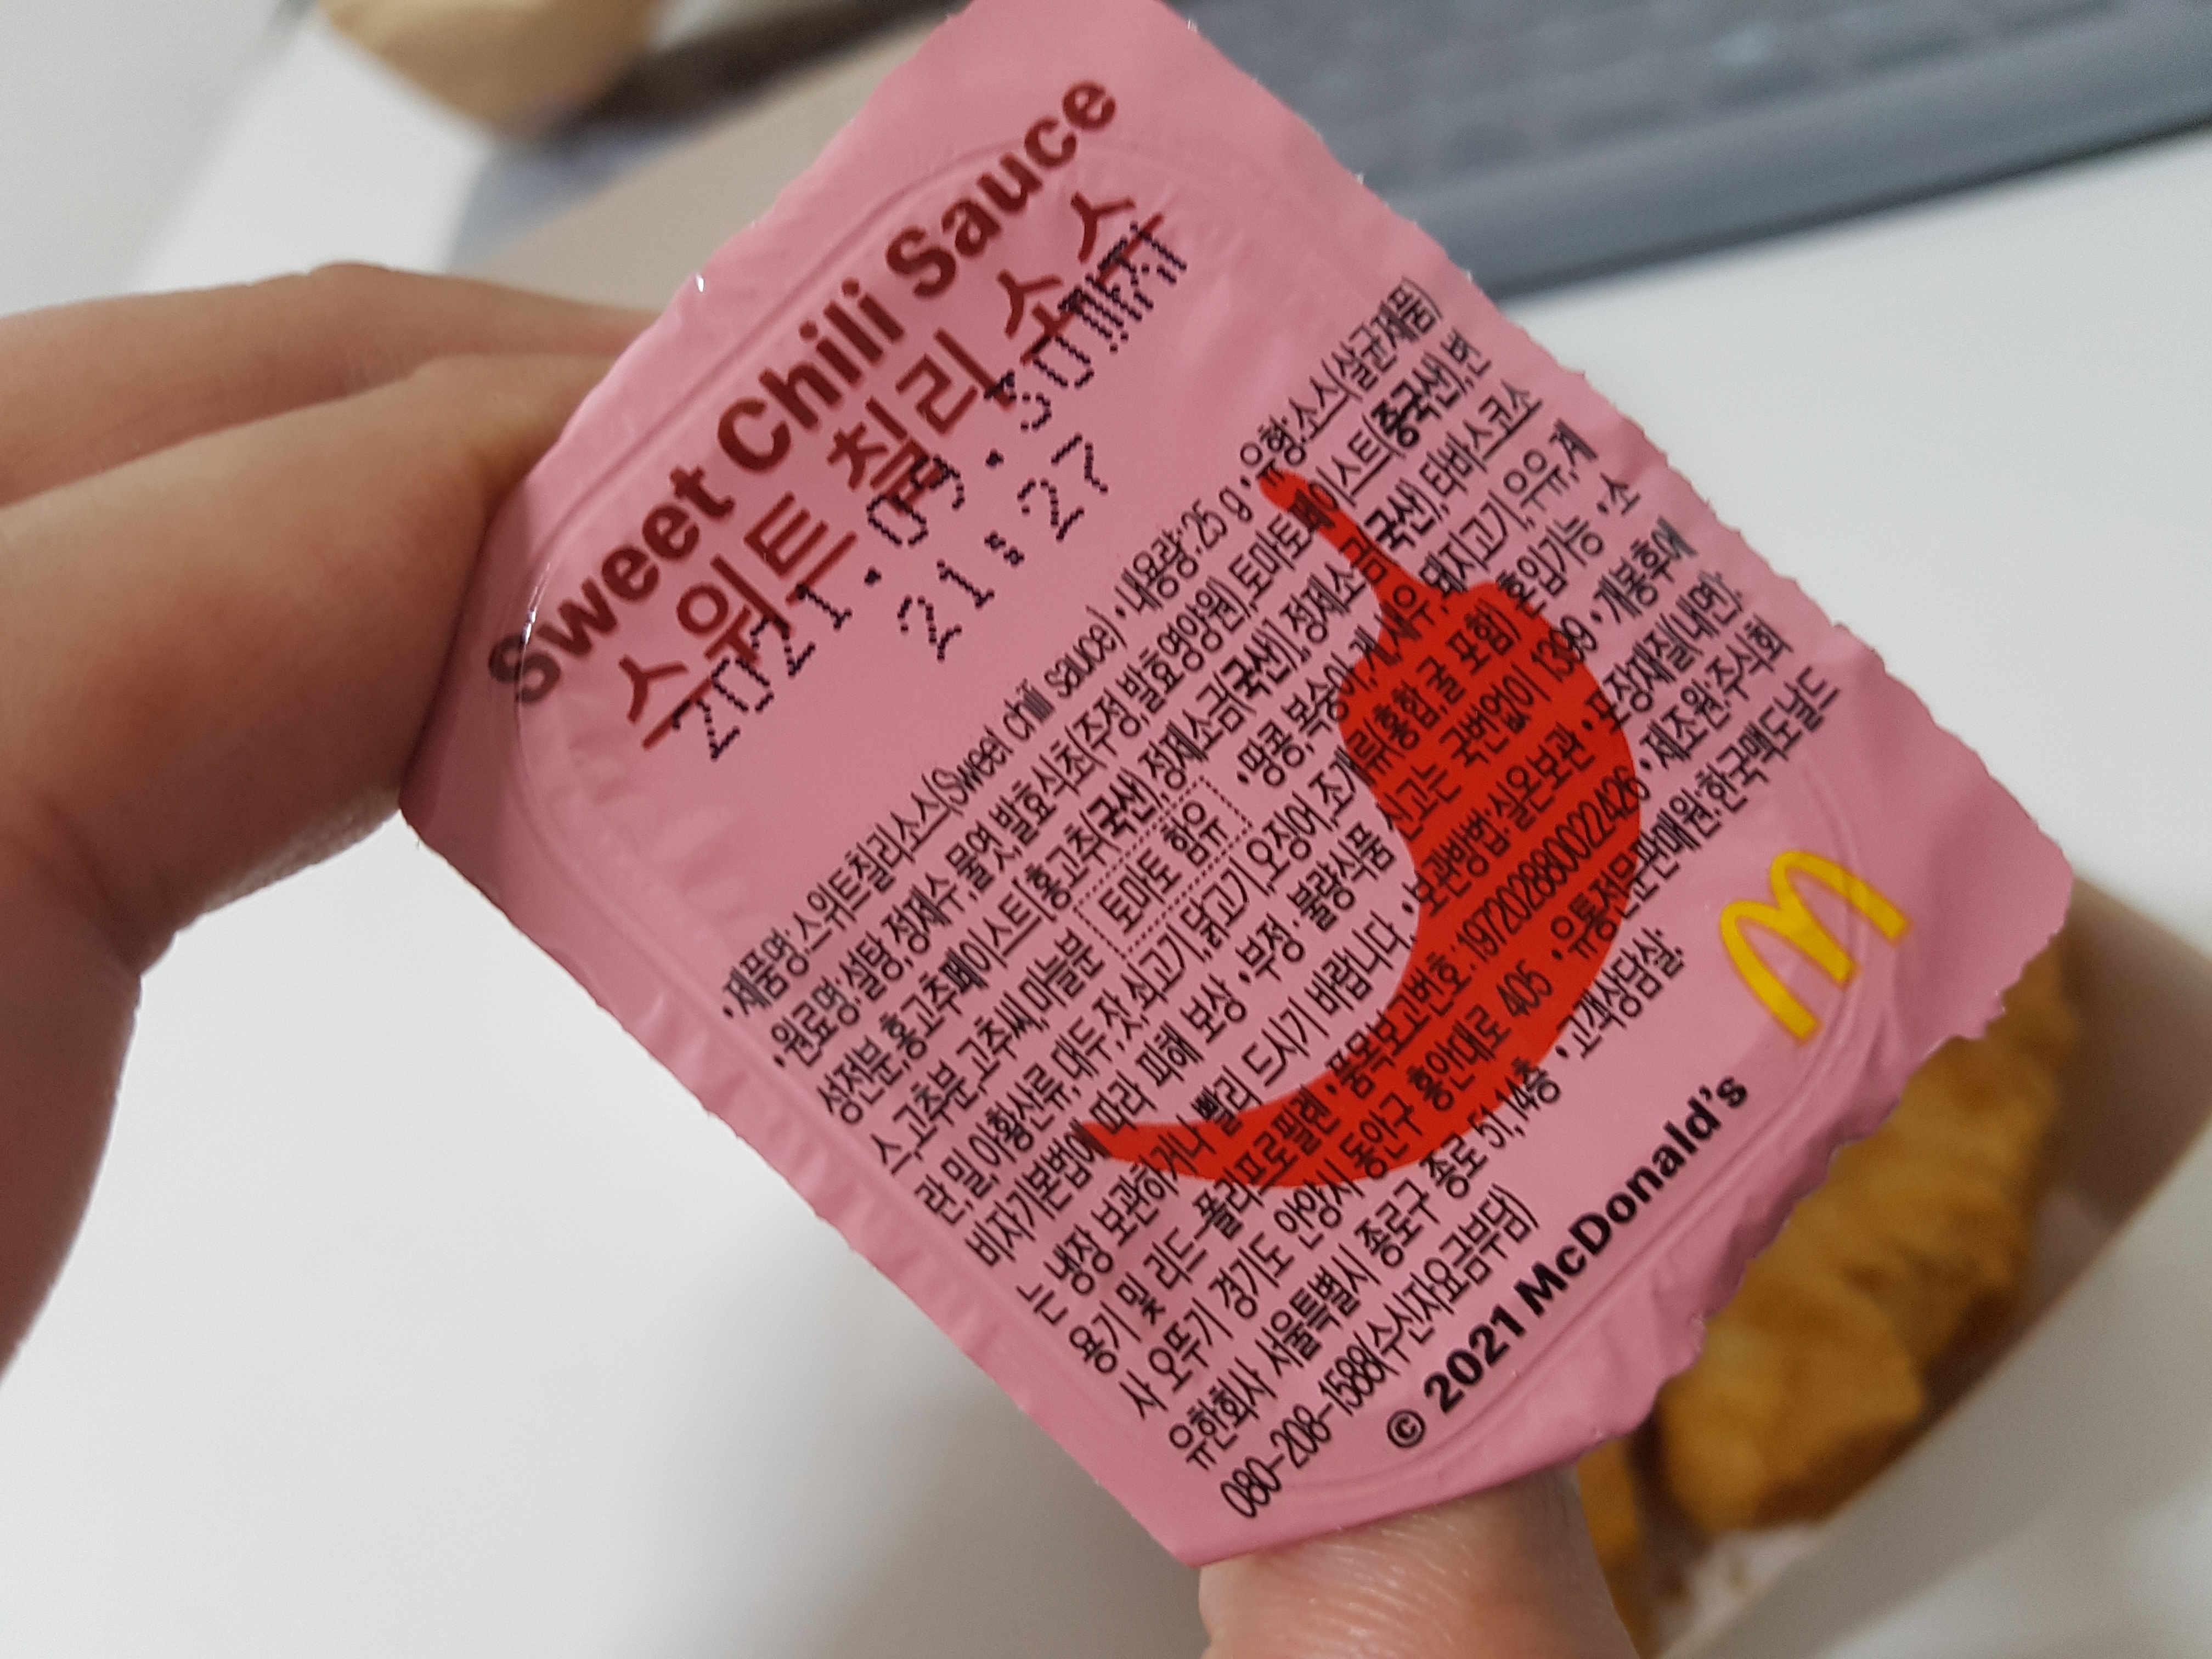 Sweet Chili Sauce
스위트 칠리 소스
2021.09.30까지
21:27
•제품명:스위트칠리소스(Sweet chill sauce) •내용량:25 g •유형:소스(살균제품)
•원료명:설탕,정제수,물엿,발효식초(주정,발효영양원),토마토페이스트(중국산),변
성전분,홍고추페이스트[홍고추(국산),정제소금(국산)],정제소금(국산),타바스코소
스,고추분,고추씨,마늘분 토마토 함유 •땅콩,복숭아,게,새우,돼지고기,우유,계
란,밀,아황산류,대두,잣,쇠고기,닭고기,오징어,조개류(홍합,굴 포함) 혼입가능 •소
비자기본법에 따라 피해 보상 •부정·불량식품 신고는 국번없이 1399 •개봉후에
는 냉장 보관하거나 빨리 드시기 바랍니다. •보관방법:실온보관 •포장재질(내면):
용기 및 리드-폴리프로필렌 •품목보고번호:197202880022426 •제조원:주식회
사 오뚜기 경기도 안양시 동안구 흥안대로 405 •유통전문판매원:한국맥도날드
유한회사 서울특별시 종로구 종로 51,14층 •고객상담실:
080-208-1588(수신자요금부담)
© 2021 McDonald's